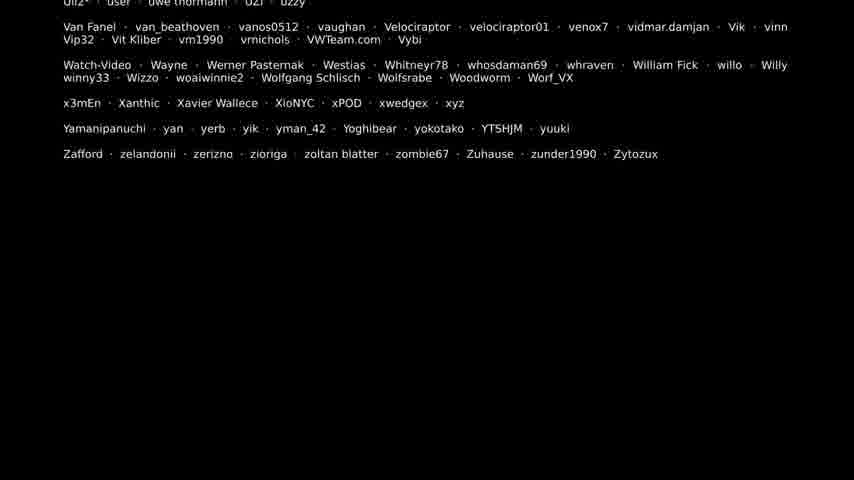 user · uwe thormann · UZI · uzzy
Van Fanel · van_beathoven · vanos0512 · vaughan · Velociraptor · velociraptor01 · venox7 · vidmar.damjan · Vik · vinn
Vip32 · Vit Kliber · vm1990 · vrnichols · VWTeam.com · Vybi
Watch-Video · Wayne · Werner Pasternak · Westias · Whitneyr78 · whosdaman69 · whraven · William Fick · willo · Willy
winny33 · Wizzo · woaiwinnie2 · Wolfgang Schlisch · Wolfsrabe · Woodworm · Worf_VX
x3mEn · Xanthic · Xavier Wallece · XioNYC · xPOD · xwedgex · xyz
Yamanipanuchi · yan · yerb · yik · yman_42 · Yoghibear · yokotako · YTSHJM · yuuki
Zafford · zelandonii · zerizno · zioriga · zoltan blatter · zombie67 · Zuhause · zunder1990 · Zytozux